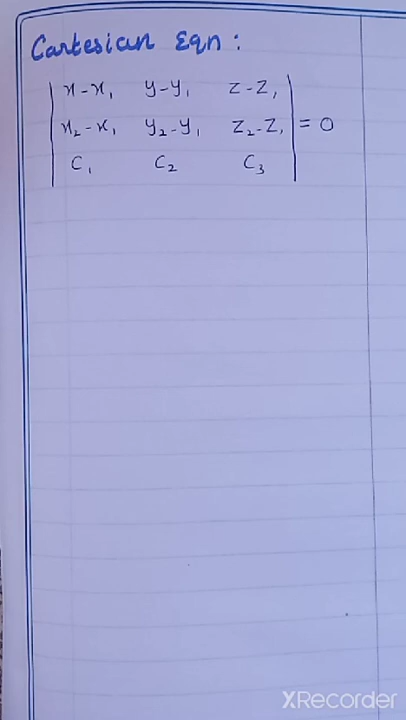 Cartesian Eqn :
| x-x₁ y-y₁ z-z₁ |
| x₂-x₁ y₂-y₁ z₂-z₁ | = 0
| C₁ C₂ C₃ |
XRecorder